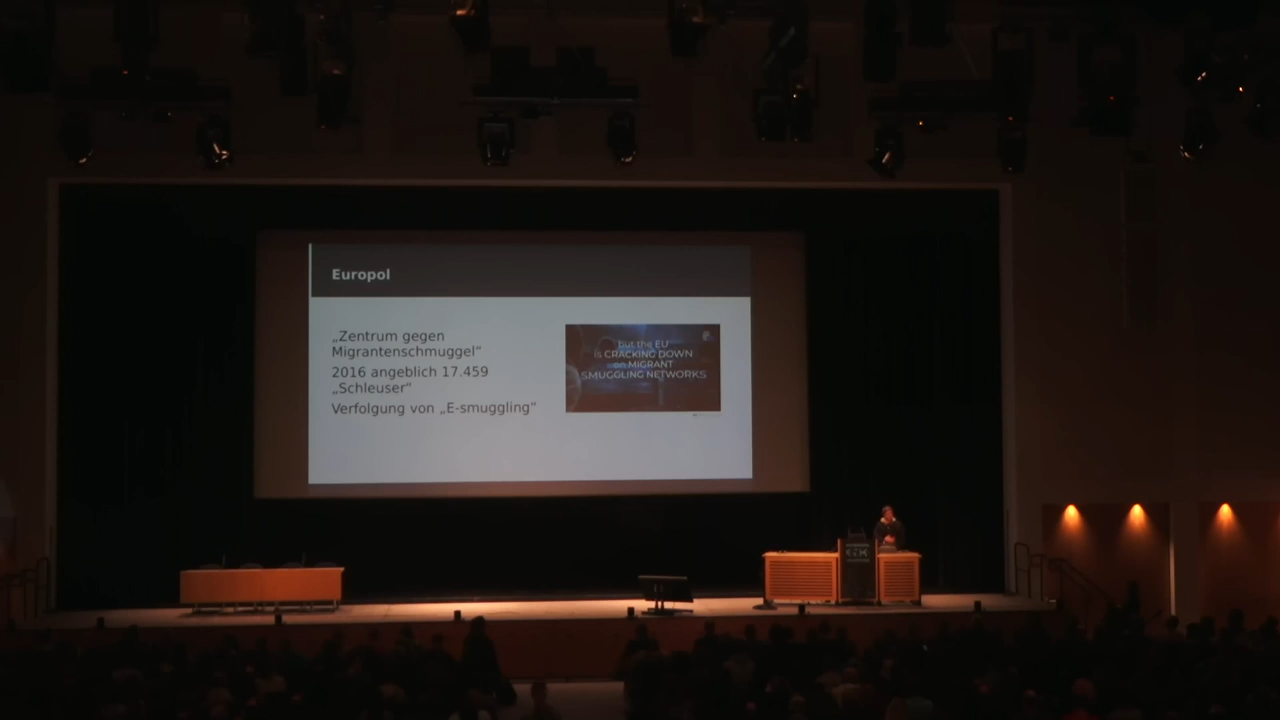 Europol
„Zentrum gegen
Migrantenschmuggel“
2016 angeblich 17.459
„Schleuser“
Verfolgung von „E-smuggling“
but the EU
is CRACKING DOWN
on MIGRANT
SMUGGLING NETWORKS